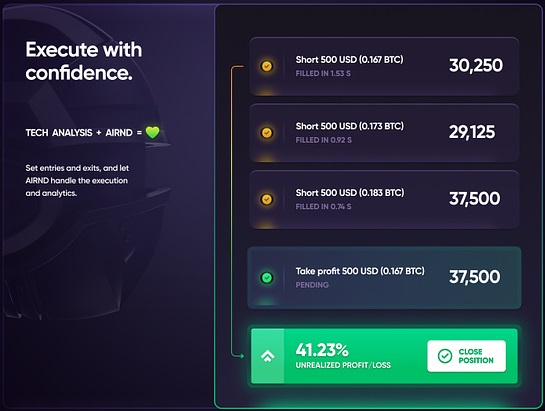 Execute with
confidence.
TECH ANALYSIS + AIRND = 💚
Set entries and exits, and let
AIRND handle the execution
and analytics.
Short 500 USD (0.167 BTC)
FILLED IN 1.53 S
30,250
Short 500 USD (0.173 BTC)
FILLED IN 0.92 S
29,125
Short 500 USD (0.183 BTC)
FILLED IN 0.74 S
37,500
Take profit 500 USD (0.167 BTC)
PENDING
37,500
41.23%
UNREALIZED PROFIT/LOSS
CLOSE
POSITION